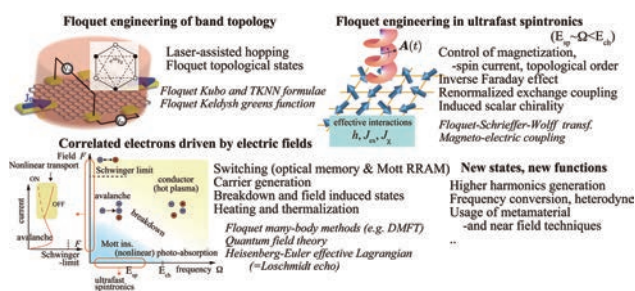 Floquet engineering of band topology
Laser-assisted hopping
Floquet topological states
Floquet Kubo and TKNN formulae
Floquet Keldysh greens function
Floquet engineering in ultrafast spintronics
(E_sp~Ω<E_ch)
A(t)
Control of magnetization,
-spin current, topological order
Inverse Faraday effect
Renormalized exchange coupling
Induced scalar chirality
Floquet-Schrieffer-Wolff transf.
Magneto-electric coupling
effective interactions
h, J_ex, J_χ
Correlated electrons driven by electric fields
Nonlinear transport
ON
OFF
current
avalanche
Schwinger
-limit
F
Field F
Schwinger limit
avalanche
breakdown
conductor
(hot plasma)
Mott ins.
(nonlinear) photo-absorption
E_sp
E_ch
frequency Ω
ultrafast
spintronics
Switching (optical memory & Mott RRAM)
Carrier generation
Breakdown and field induced states
Heating and thermalization
Floquet many-body methods (e.g. DMFT)
Quantum field theory
Heisenberg-Euler effective Lagrangian
(=Loschmidt echo)
New states, new functions
Higher harmonics generation
Frequency conversion, heterodyne
Usage of metamaterial
-and near field techniques
..